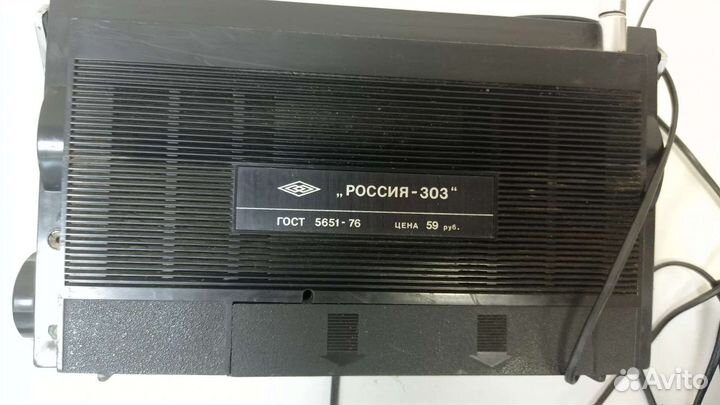 „РОССИЯ-303"
ГОСТ 5651-76 ЦЕНА 59 руб.
Avito